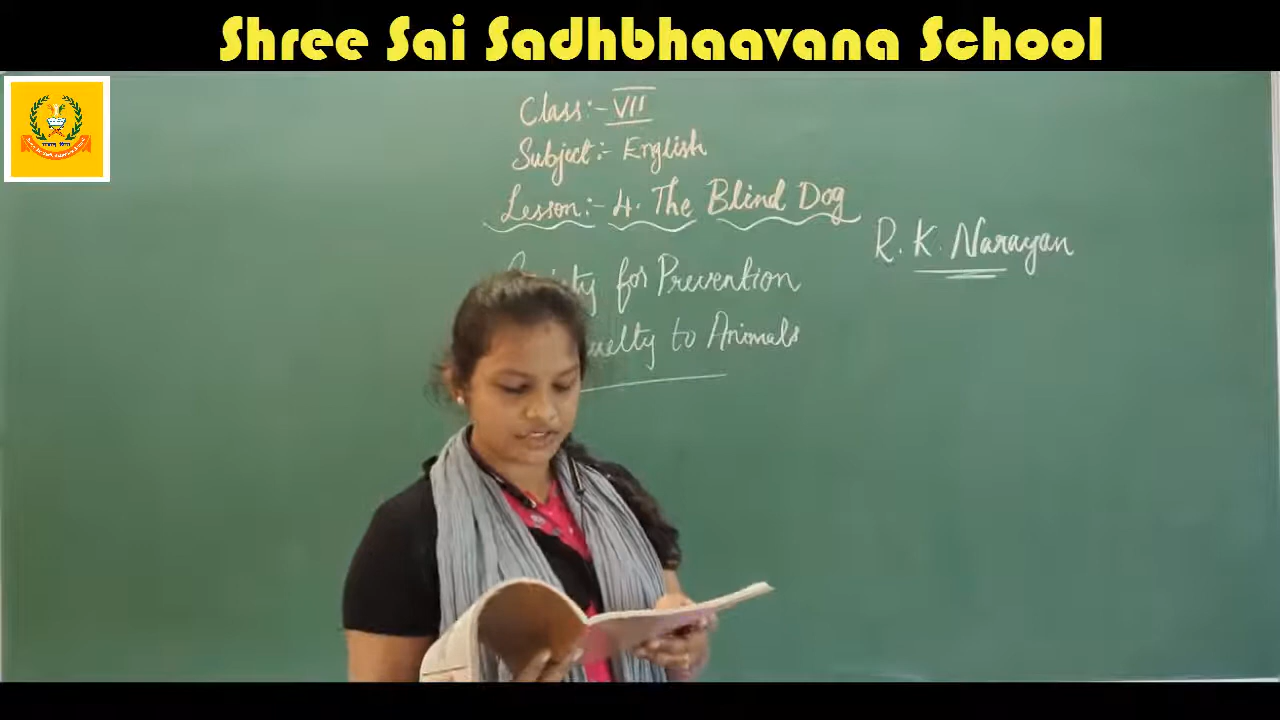 Shree Sai Sadhbhaavana School
Class:- VII
Subject:- English
Lesson:- 4. The Blind Dog
R. K. Narayan
for Prevention
to Animals